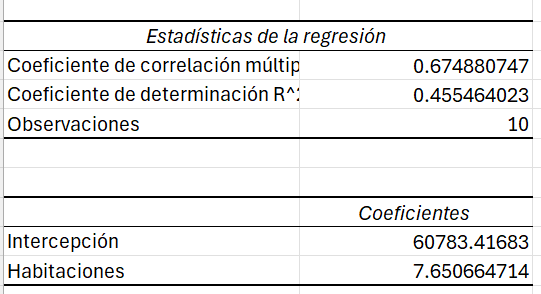 Estadísticas de la regresión
Coeficiente de correlación múltip 0.674880747
Coeficiente de determinación R^2 0.455464023
Observaciones 10
Coeficientes
Intercepción 60783.41683
Habitaciones 7.650664714